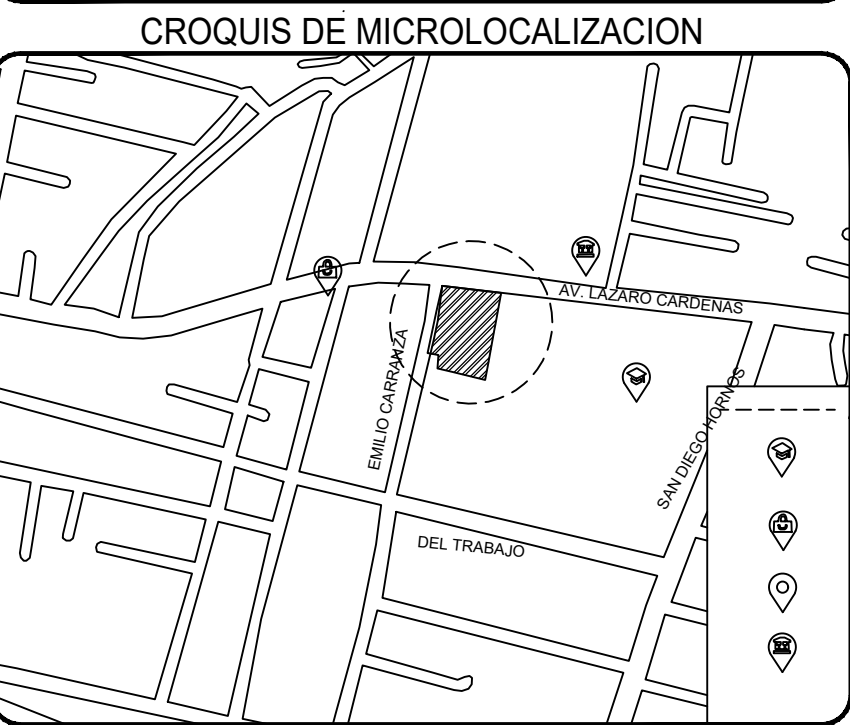 CROQUIS DE MICROLOCALIZACION
AV. LAZARO CARDENAS
EMILIO CARRANZA
SAN DIEGO HORNOS
DEL TRABAJO